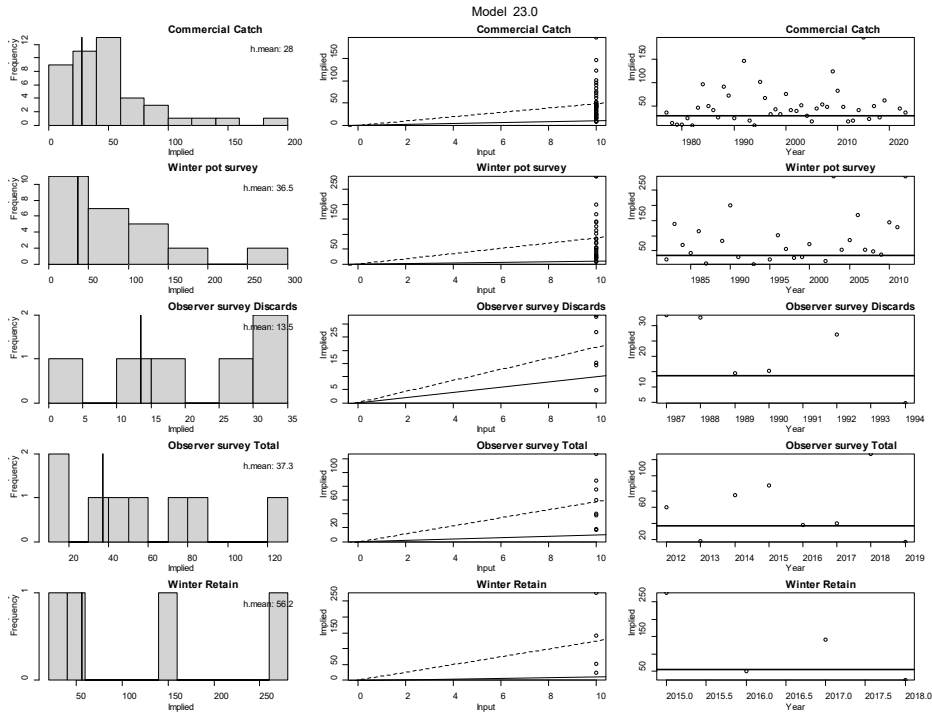 Model 23.0
Commercial Catch
Frequency
0 2 4 6 8 12
h.mean: 28
0 50 100 150 200
Implied
Commercial Catch
Implied
0 50 150
0 2 4 6 8 10
Input
Commercial Catch
Implied
50 150
1980 1990 2000 2010 2020
Year
Winter pot survey
Frequency
0 2 4 6 8 10
h.mean: 36.5
0 50 100 150 200 250 300
Implied
Winter pot survey
Implied
0 50 150 250
0 2 4 6 8 10
Input
Winter pot survey
Implied
0 50 150 250
1985 1990 1995 2000 2005 2010
Year
Observer survey Discards
Frequency
0 1 2
h.mean: 13.5
0 5 10 15 20 25 30 35
Implied
Observer survey Discards
Implied
0 5 15 25
0 2 4 6 8 10
Input
Observer survey Discards
Implied
5 10 20 30
1987 1988 1989 1990 1991 1992 1993 1994
Year
Observer survey Total
Frequency
0 1 2
h.mean: 37.3
20 40 60 80 100 120
Implied
Observer survey Total
Implied
0 20 60 100
0 2 4 6 8 10
Input
Observer survey Total
Implied
20 60 100
2012 2013 2014 2015 2016 2017 2018 2019
Year
Winter Retain
Frequency
0 1
h.mean: 56.2
50 100 150 200 250
Implied
Winter Retain
Implied
0 50 150 250
0 2 4 6 8 10
Input
Winter Retain
Implied
50 150 250
2015.0 2015.5 2016.0 2016.5 2017.0 2017.5 2018.0
Year